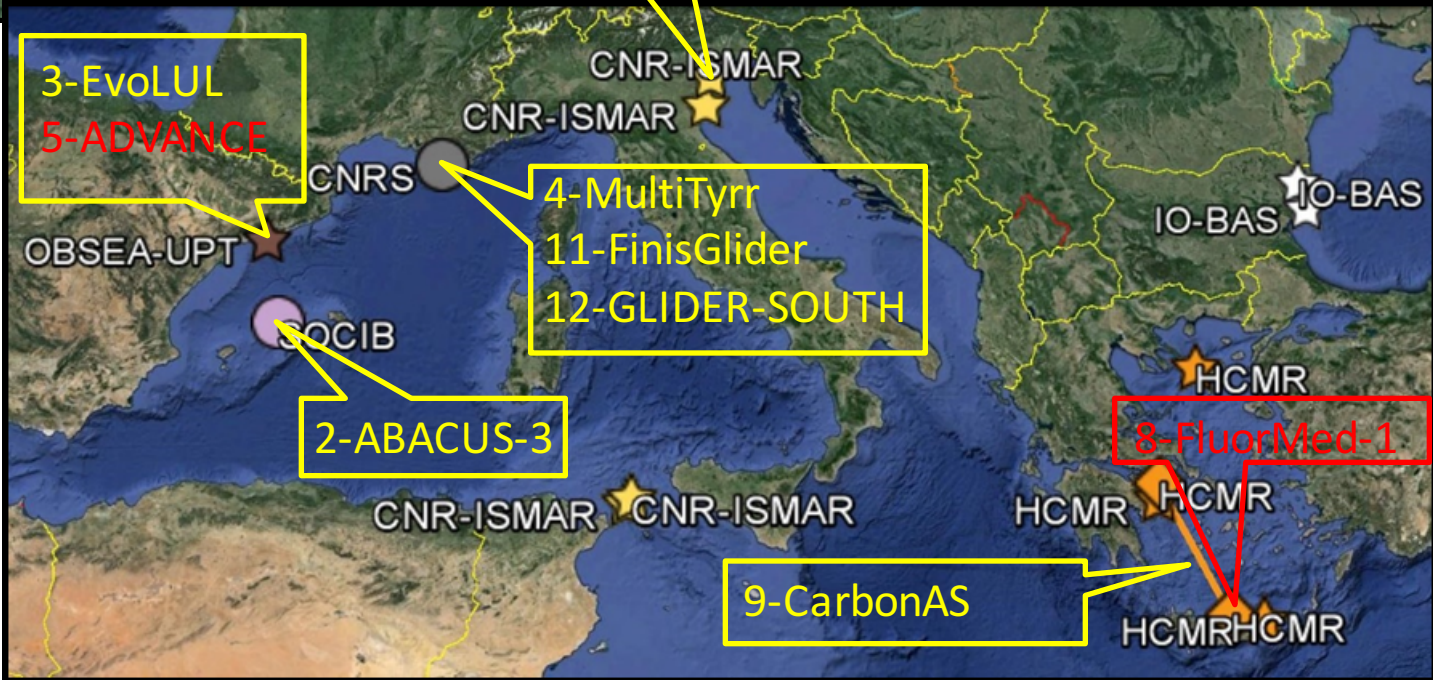 CNR-ISMAR
3-EvoLUL
5-ADVANCE
CNR-ISMAR
CNRS
4-MultiTyrr
11-FinisGlider
12-GLIDER-SOUTH
IO-BAS
IO-BAS
OBSEA-UPT
SOCIB
HCMR
2-ABACUS-3
8-FluorMed-1
CNR-ISMAR
CNR-ISMAR
HCMR
HCMR
9-CarbonAS
HCMR
HCMR